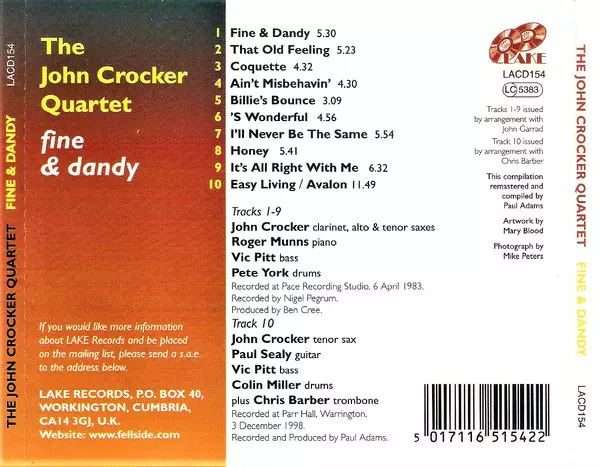 THE JOHN CROCKER QUARTET FINE & DANDY LACD154
The
John Crocker
Quartet
fine
& dandy
If you would like more information
about LAKE Records and be placed
on the mailing list, please send a s.a.e.
to the address below.
LAKE RECORDS, P.O. BOX 40,
WORKINGTON, CUMBRIA,
CA14 3GJ, U.K.
Website: www.fellside.com
1 Fine & Dandy 5.30
2 That Old Feeling 5.23
3 Coquette 4.32
4 Ain't Misbehavin' 4.30
5 Billie's Bounce 3.09
6 'S Wonderful 4.56
7 I'll Never Be The Same 5.54
8 Honey 5.41
9 It's All Right With Me 6.32
10 Easy Living / Avalon 11.49
Tracks 1-9
John Crocker clarinet, alto & tenor saxes
Roger Munns piano
Vic Pitt bass
Pete York drums
Recorded at Pace Recording Studio, 6 April 1983.
Recorded by Nigel Pegrum.
Produced by Ben Cree.
Track 10
John Crocker tenor sax
Paul Sealy guitar
Vic Pitt bass
Colin Miller drums
plus Chris Barber trombone
Recorded at Parr Hall, Warrington.
3 December 1998.
Recorded and Produced by Paul Adams.
LAKE
LACD154
LC 5383
Tracks 1-9 issued
by arrangement with
John Garrad
Track 10 issued
by arrangement with
Chris Barber
This compilation
remastered and
compiled by
Paul Adams
Artwork by
Mary Blood
Photograph by
Mike Peters
5 017116 515422
THE JOHN CROCKER QUARTET FINE & DANDY LACD154